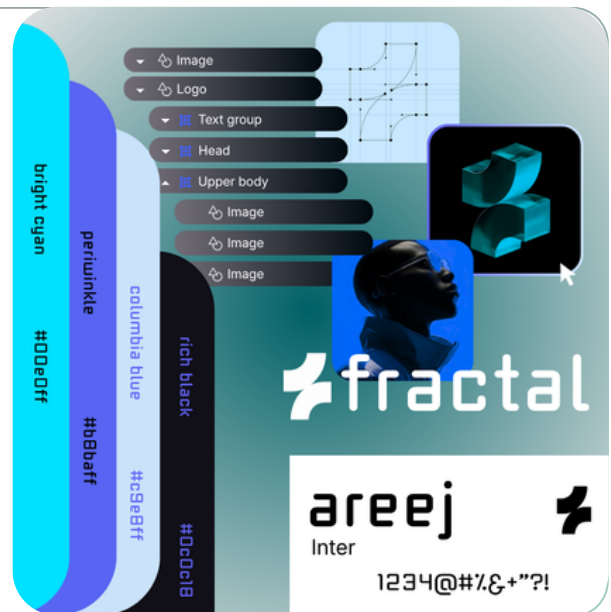 Image
Logo
Text group
Head
Upper body
Image
Image
Image
bright cyan
#00e0ff
periwinkle
#b8baff
columbia blue
#c9e8ff
rich black
#0c0c18
fractal
areej
Inter
1234@#%&+"?!